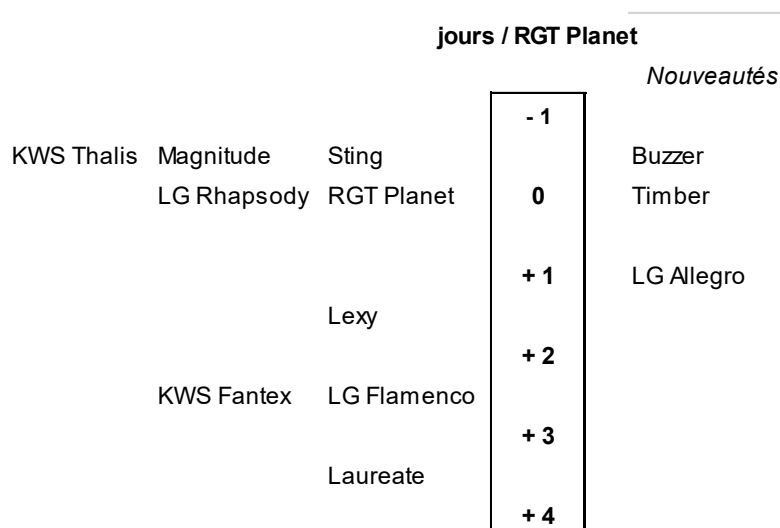 jours / RGT Planet
Nouveautés
- 1
KWS Thalis Magnitude Sting Buzzer
LG Rhapsody RGT Planet 0 Timber
+ 1 LG Allegro
Lexy
+ 2
KWS Fantex LG Flamenco
+ 3
Laureate
+ 4